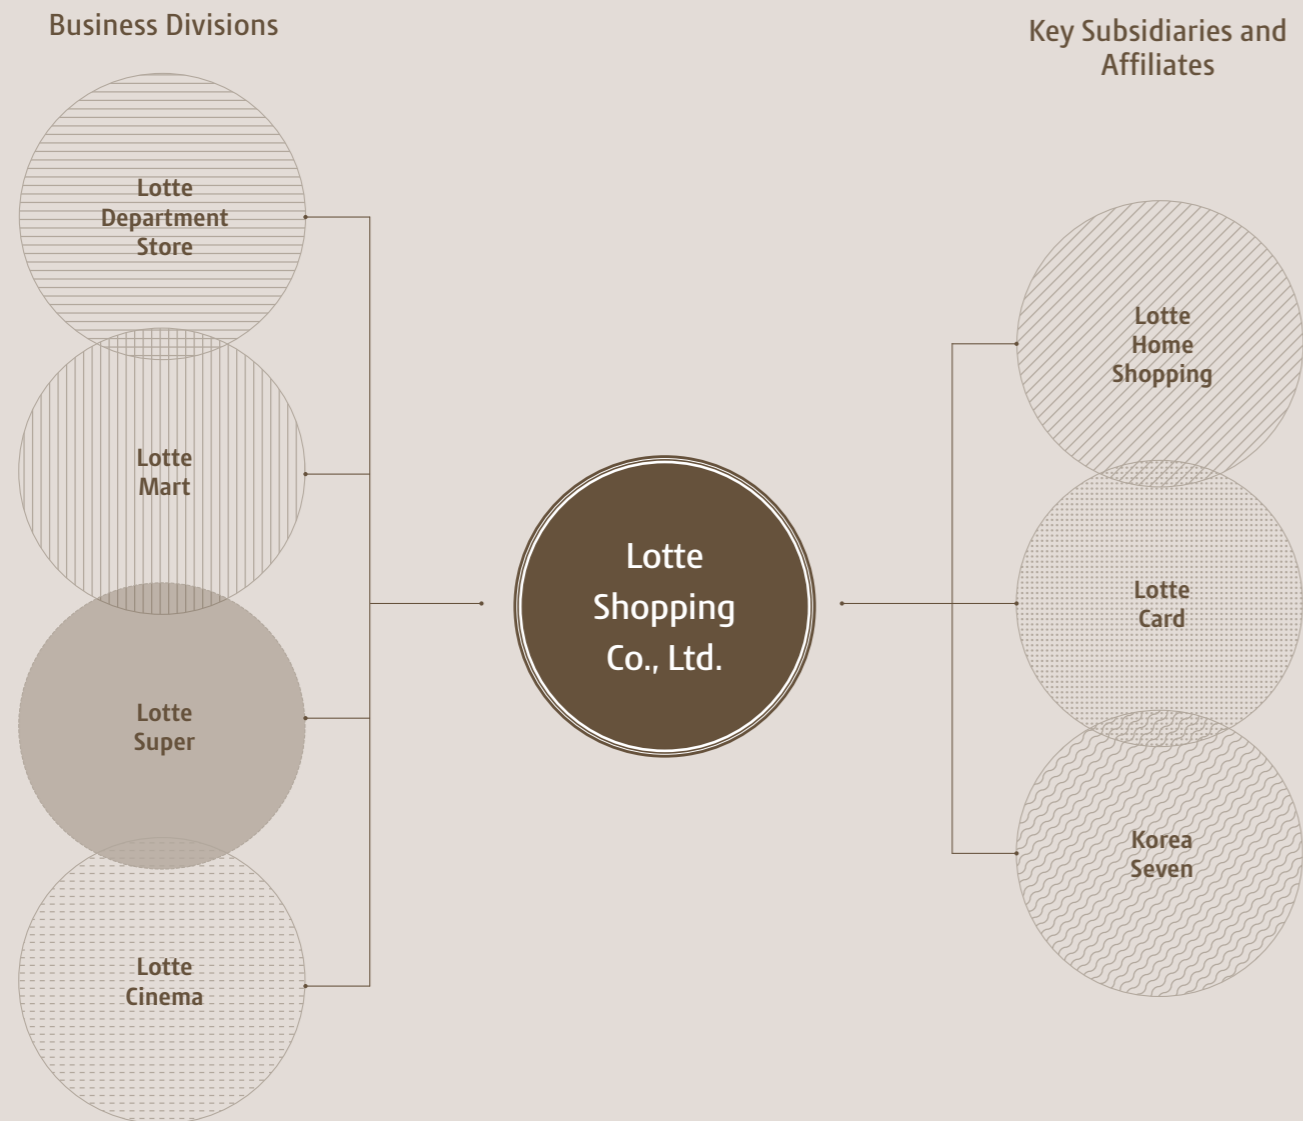 Business Divisions
Lotte
Department
Store
Lotte
Mart
Lotte
Super
Lotte
Cinema
Lotte
Shopping
Co., Ltd.
Key Subsidiaries and
Affiliates
Lotte
Home
Shopping
Lotte
Card
Korea
Seven